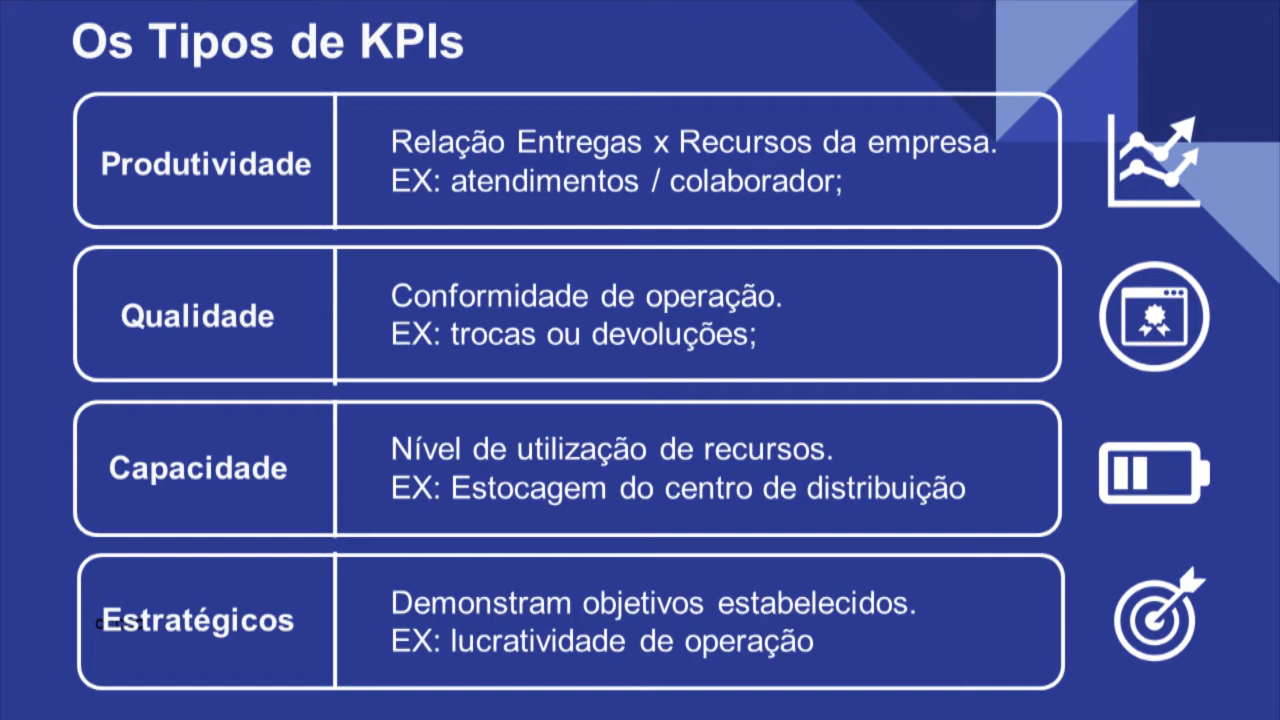 Os Tipos de KPIs
Produtividade
Relação Entregas x Recursos da empresa.
EX: atendimentos / colaborador;
Qualidade
Conformidade de operação.
EX: trocas ou devoluções;
Capacidade
Nível de utilização de recursos.
EX: Estocagem do centro de distribuição
Estratégicos
Demonstram objetivos estabelecidos.
EX: lucratividade de operação